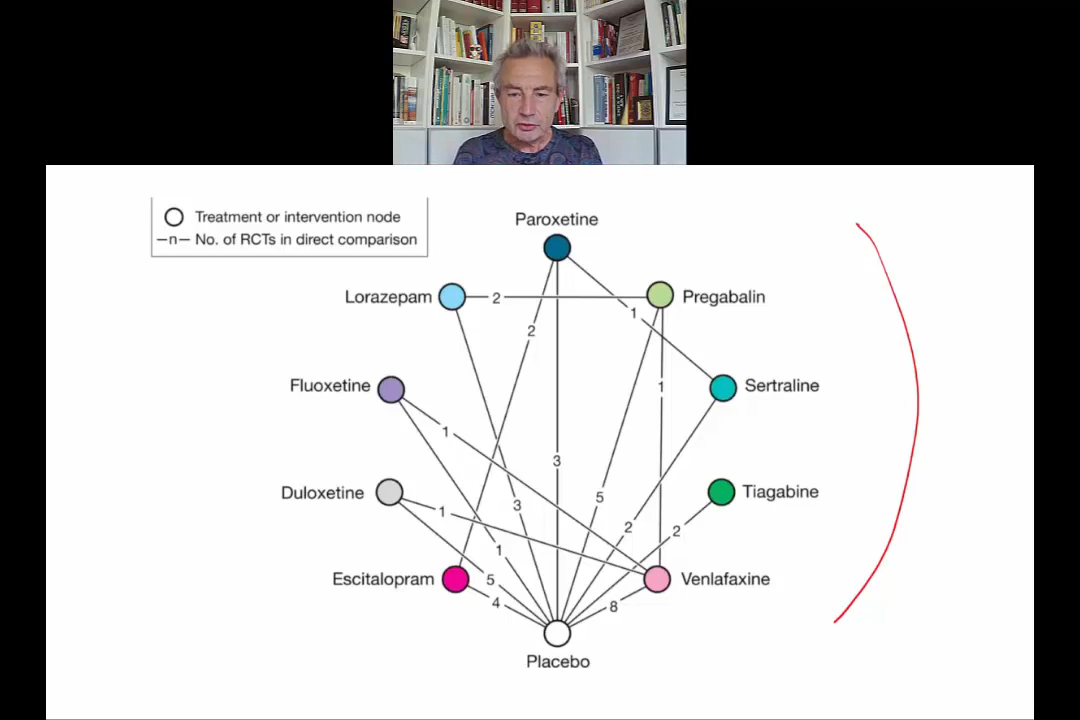 Treatment or intervention node
—n— No. of RCTs in direct comparison
Paroxetine
Lorazepam
2
Pregabalin
1
2
Fluoxetine
1
Sertraline
1
3
Duloxetine
5
Tiagabine
3
1
2
2
1
Escitalopram
5
Venlafaxine
4
8
Placebo